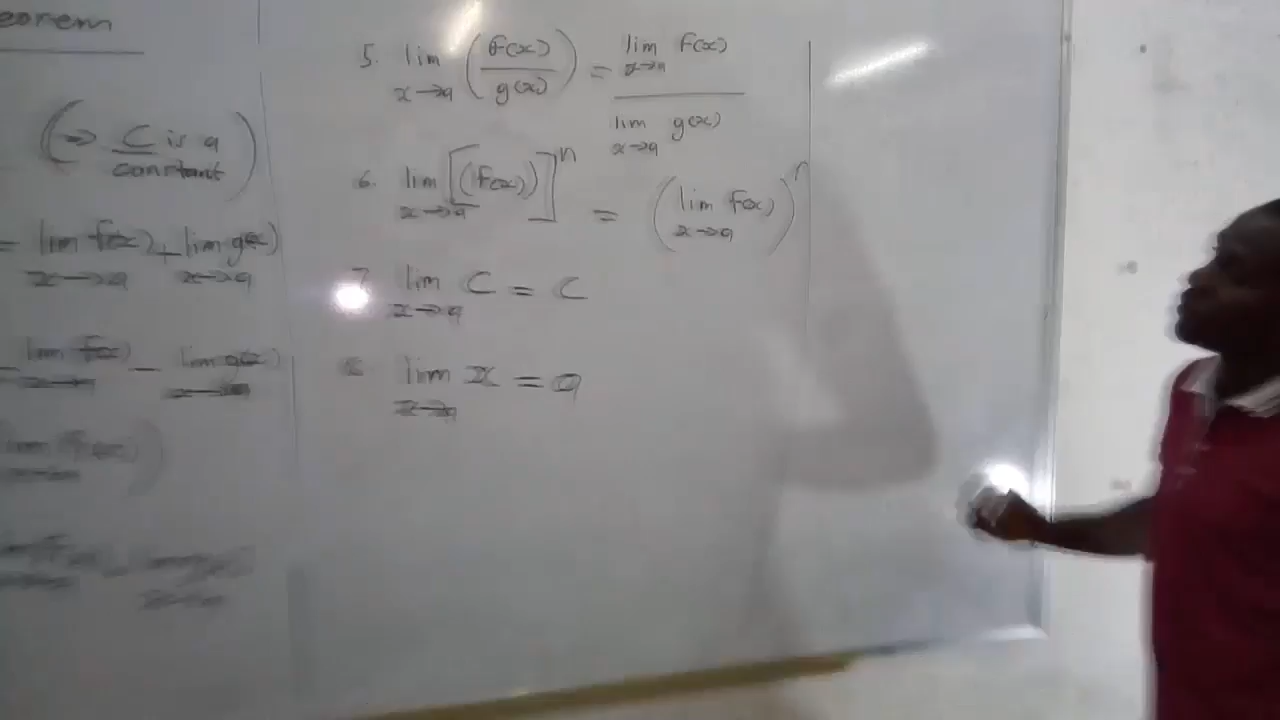 eorem
(⇒ C is a
constant)
= lim f(x) + lim g(x)
x→a x→a
lim f(x) − lim g(x)
x→a x→a
lim f(x))
5. lim (f(x)/g(x)) = lim f(x)
x→a x→a
lim g(x)
x→a
6. lim [(f(x))]^n = (lim f(x))^n
x→a x→a
7. lim C = C
x→a
8. lim x = a
x→a